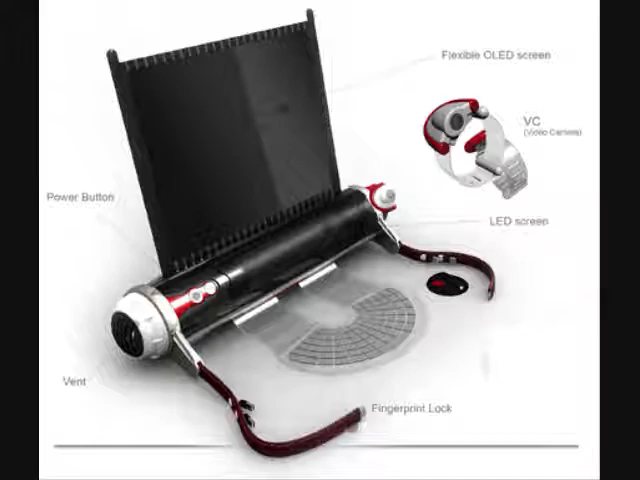 Flexible OLED screen
VC
(Video Camera)
Power Button
LED screen
Vent
Fingerprint Lock